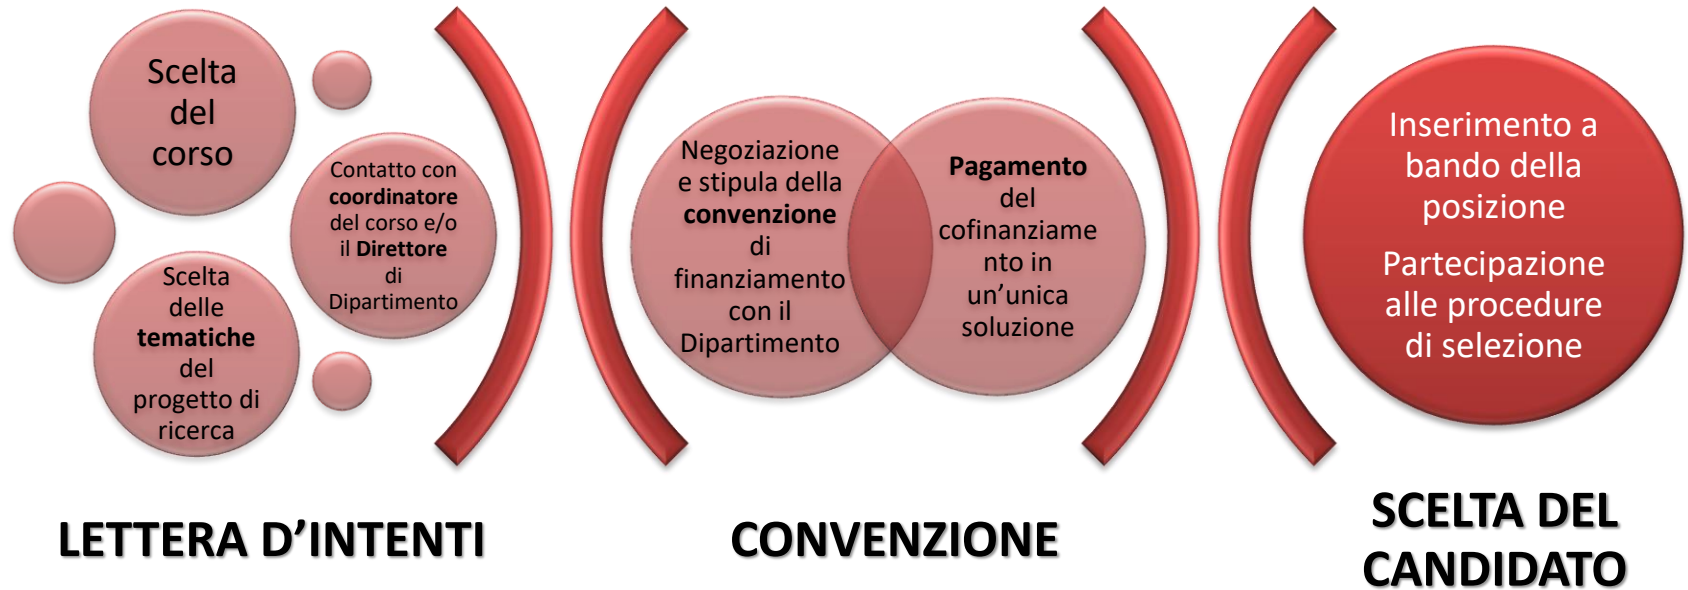 Scelta
del
corso
Contatto con
coordinatore
del corso e/o
il Direttore
di
Dipartimento
Scelta
delle
tematiche
del
progetto di
ricerca
LETTERA D’INTENTI
Negoziazione
e stipula della
convenzione
di
finanziamento
con il
Dipartimento
Pagamento
del
cofinanziame
nto in
un’unica
soluzione
CONVENZIONE
Inserimento a
bando della
posizione
Partecipazione
alle procedure
di selezione
SCELTA DEL
CANDIDATO